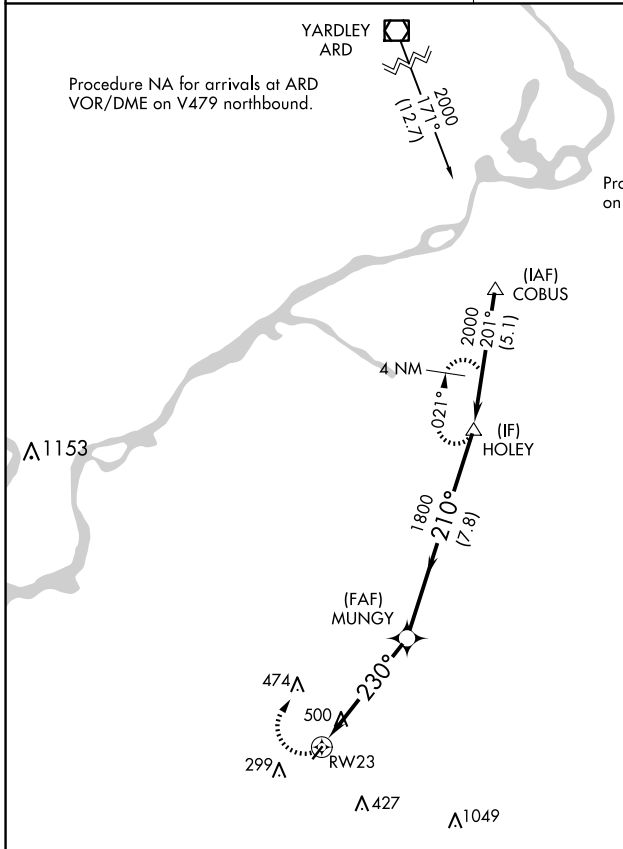 YARDLEY
ARD
Procedure NA for arrivals at ARD
VOR/DME on V479 northbound.
2000
171°
(12.7)
Pro
on
(IAF)
COBUS
2000
201°
(5.1)
4 NM
021°
(IF)
HOLEY
1153
1800
210°
(7.8)
(FAF)
MUNGY
230°
474
500
RW23
299
427
1049